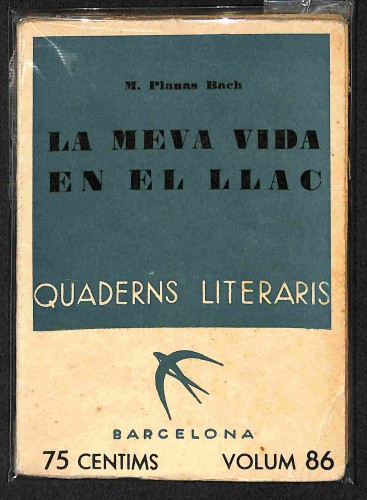 M. Planas Bach
LA MEVA VIDA
EN EL LLAC
QUADERNS LITERARIS
BARCELONA
75 CENTIMS VOLUM 86